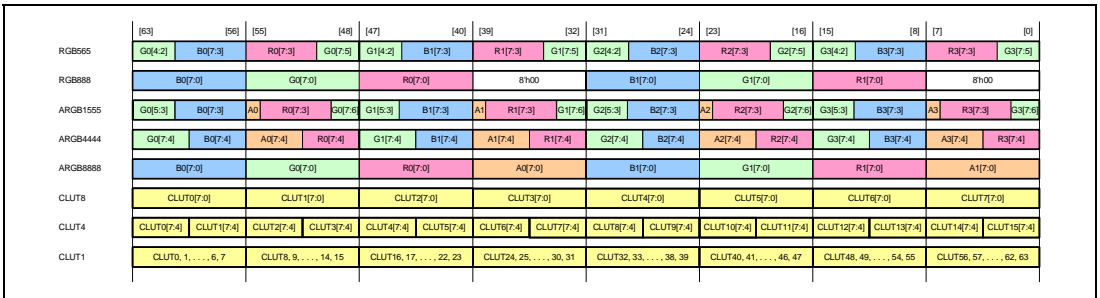 [63] [56] [55] [48] [47] [40] [39] [32] [31] [24] [23] [16] [15] [8] [7] [0]
RGB565 G0[4:2] B0[7:3] R0[7:3] G0[7:5] G1[4:2] B1[7:3] R1[7:3] G1[7:5] G2[4:2] B2[7:3] R2[7:3] G2[7:5] G3[4:2] B3[7:3] R3[7:3] G3[7:5]
RGB888 B0[7:0] G0[7:0] R0[7:0] 8'h00 B1[7:0] G1[7:0] R1[7:0] 8'h00
ARGB1555 G0[5:3] B0[7:3] A0 R0[7:3] G0[7:6] G1[5:3] B1[7:3] A1 R1[7:3] G1[7:6] G2[5:3] B2[7:3] A2 R2[7:3] G2[7:6] G3[5:3] B3[7:3] A3 R3[7:3] G3[7:6]
ARGB4444 G0[7:4] B0[7:4] A0[7:4] R0[7:4] G1[7:4] B1[7:4] A1[7:4] R1[7:4] G2[7:4] B2[7:4] A2[7:4] R2[7:4] G3[7:4] B3[7:4] A3[7:4] R3[7:4]
ARGB8888 B0[7:0] G0[7:0] R0[7:0] A0[7:0] B1[7:0] G1[7:0] R1[7:0] A1[7:0]
CLUT8 CLUT0[7:0] CLUT1[7:0] CLUT2[7:0] CLUT3[7:0] CLUT4[7:0] CLUT5[7:0] CLUT6[7:0] CLUT7[7:0]
CLUT4 CLUT0[7:4] CLUT1[7:4] CLUT2[7:4] CLUT3[7:4] CLUT4[7:4] CLUT5[7:4] CLUT6[7:4] CLUT7[7:4] CLUT8[7:4] CLUT9[7:4] CLUT10[7:4] CLUT11[7:4] CLUT12[7:4] CLUT13[7:4] CLUT14[7:4] CLUT15[7:4]
CLUT1 CLUT0, 1, . . . , 6, 7 CLUT8, 9, . . . , 14, 15 CLUT16, 17, . . . , 22, 23 CLUT24, 25, . . . , 30, 31 CLUT32, 33, . . . , 38, 39 CLUT40, 41, . . . , 46, 47 CLUT48, 49, . . . , 54, 55 CLUT56, 57, . . . , 62, 63